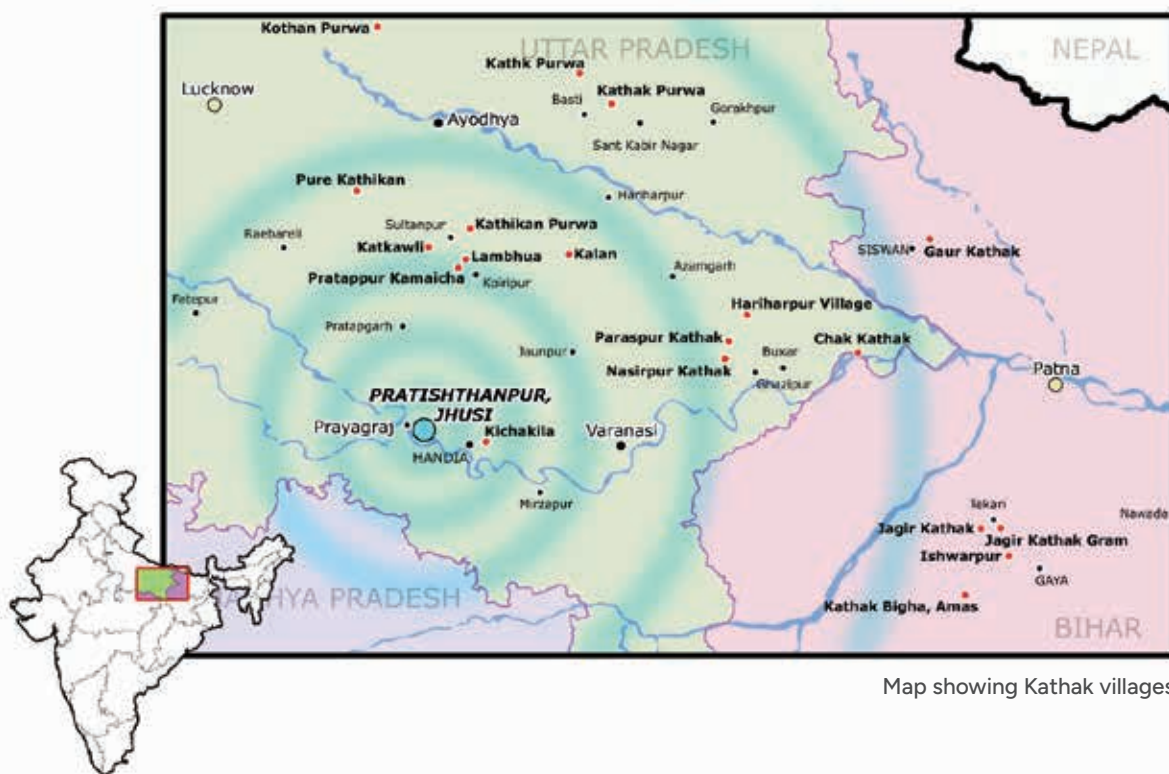 Kothan Purwa
UTTAR PRADESH
NEPAL
Kathk Purwa
Lucknow
Kathak Purwa
Basti
Gorakhpur
Ayodhya
Sant Kabir Nagar
Pure Kathikan
Hariharpur
Sultanpur
Kathikan Purwa
Raebareli
Katkawli
Lambhua
Kalan
SISWAN
Gaur Kathak
Pratappur Kamaicha
Koiripur
Azamgarh
Fatepur
Hariharpur Village
Pratapgarh
Paraspur Kathak
Chak Kathak
Jaunpur
Buxar
Nasirpur Kathak
Ghazipur
Patna
PRATISHTHANPUR,
JHUSI
Prayagraj
Kichakila
Varanasi
HANDIA
Mirzapur
Tekari
Nawada
Jagir Kathak
Jagir Kathak Gram
Ishwarpur
GAYA
DHYA PRADESH
Kathak Bigha, Amas
BIHAR
Map showing Kathak villages